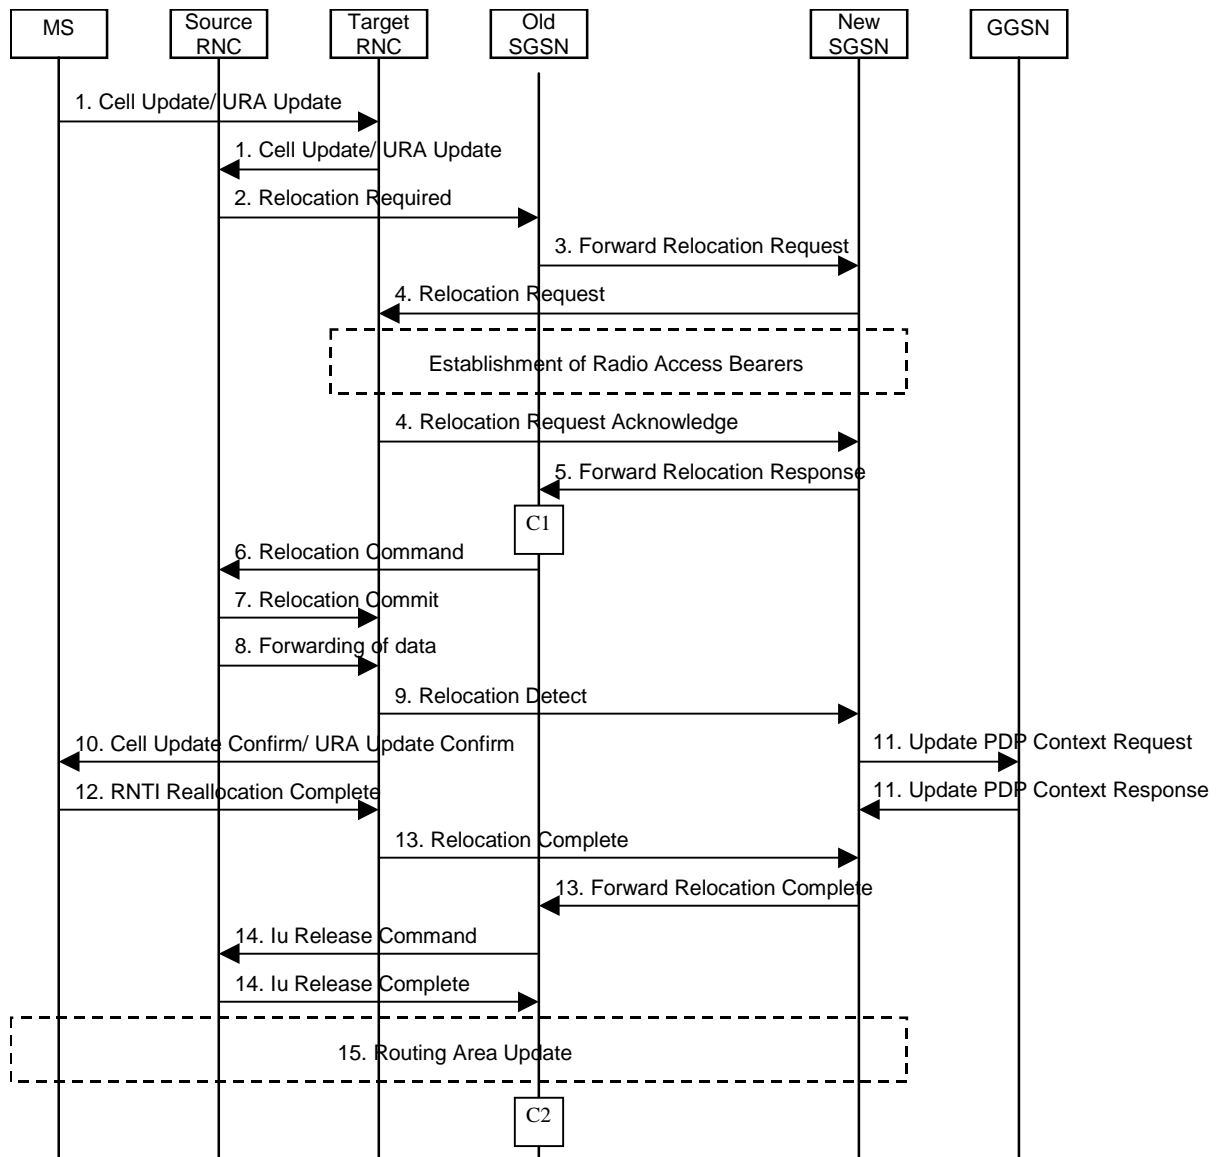 MS
Source
RNC
Target
RNC
Old
SGSN
New
SGSN
GGSN
1. Cell Update/ URA Update
1. Cell Update/ URA Update
2. Relocation Required
3. Forward Relocation Request
4. Relocation Request
Establishment of Radio Access Bearers
4. Relocation Request Acknowledge
5. Forward Relocation Response
C1
6. Relocation Command
7. Relocation Commit
8. Forwarding of data
9. Relocation Detect
10. Cell Update Confirm/ URA Update Confirm
11. Update PDP Context Request
12. RNTI Reallocation Complete
11. Update PDP Context Response
13. Relocation Complete
13. Forward Relocation Complete
14. Iu Release Command
14. Iu Release Complete
15. Routing Area Update
C2